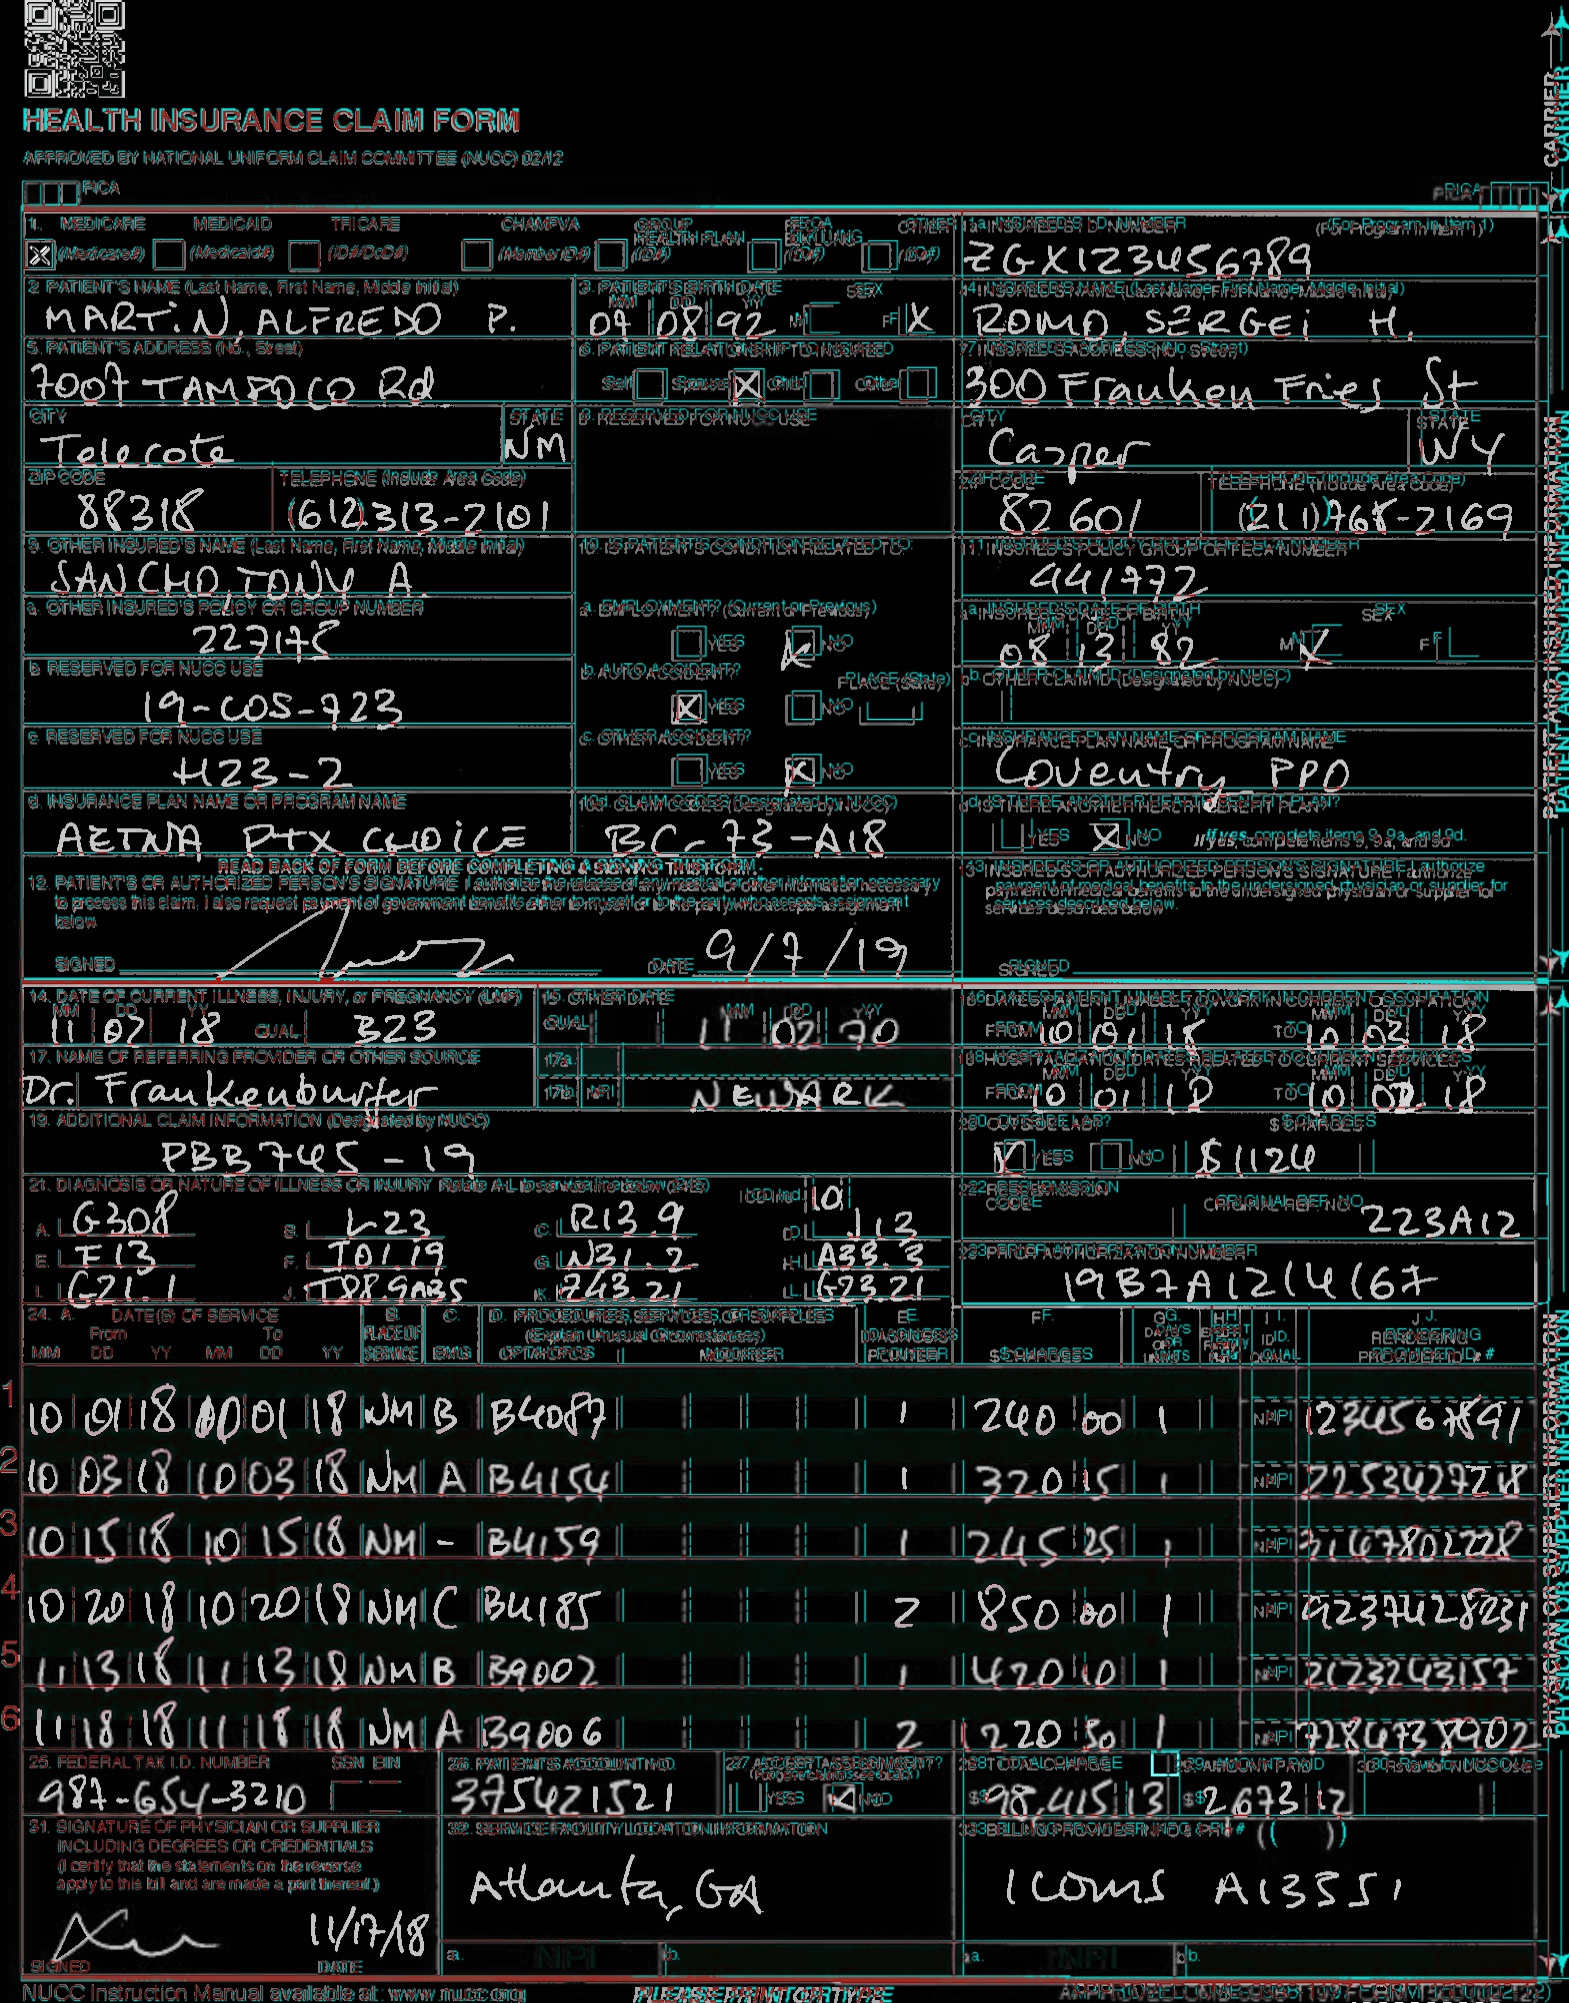 HEALTH INSURANCE CLAIM FORM
APPROVED BY NATIONAL UNIFORM CLAIM COMMITTEE (NUCC) 02/12
PICA PICA
CARRIER
1. MEDICARE MEDICAID TRICARE CHAMPVA GROUP HEALTH PLAN FECA BLK LUNG OTHER
(Medicare#) (Medicaid#) (ID#/DoD#) (Member ID#) (ID#) (ID#) (ID#)
1a. INSURED'S I.D. NUMBER (For Program in Item 1)
ZGX123456789
2. PATIENT'S NAME (Last Name, First Name, Middle Initial)
MARTiN, ALFREDO P.
3. PATIENT'S BIRTH DATE SEX
MM DD YY
07 08 92 M F X
4. INSURED'S NAME (Last Name, First Name, Middle Initial)
ROMO, SERGEi H.
5. PATIENT'S ADDRESS (No., Street)
7007 TAMPOCO Rd.
6. PATIENT RELATIONSHIP TO INSURED
Self Spouse X Child Other
7. INSURED'S ADDRESS (No., Street)
300 Franken Fries St
CITY STATE
Telecote NM
8. RESERVED FOR NUCC USE
CITY STATE
Casper WY
ZIP CODE TELEPHONE (Include Area Code)
88318 (612)313-2101
ZIP CODE TELEPHONE (Include Area Code)
82601 (211)768-2169
9. OTHER INSURED'S NAME (Last Name, First Name, Middle Initial)
SANCHO, TONY A.
10. IS PATIENT'S CONDITION RELATED TO:
11. INSURED'S POLICY GROUP OR FECA NUMBER
441772
a. OTHER INSURED'S POLICY OR GROUP NUMBER
227175
a. EMPLOYMENT? (Current or Previous)
YES X NO
a. INSURED'S DATE OF BIRTH SEX
MM DD YY
08 13 82 M X F
b. RESERVED FOR NUCC USE
19-COS-723
b. AUTO ACCIDENT? PLACE (State)
X YES NO
b. OTHER CLAIM ID (Designated by NUCC)
c. RESERVED FOR NUCC USE
H23-2
c. OTHER ACCIDENT?
YES X NO
c. INSURANCE PLAN NAME OR PROGRAM NAME
Coventry PPO
d. INSURANCE PLAN NAME OR PROGRAM NAME
AETNA PTX CHOiCE
10d. CLAIM CODES (Designated by NUCC)
BC-73-A18
d. IS THERE ANOTHER HEALTH BENEFIT PLAN?
YES X NO If yes, complete items 9, 9a, and 9d.
READ BACK OF FORM BEFORE COMPLETING & SIGNING THIS FORM.
12. PATIENT'S OR AUTHORIZED PERSON'S SIGNATURE I authorize the release of any medical or other information necessary
to process this claim. I also request payment of government benefits either to myself or to the party who accepts assignment
below.
SIGNED DATE 9/7/19
13. INSURED'S OR AUTHORIZED PERSON'S SIGNATURE I authorize
payment of medical benefits to the undersigned physician or supplier for
services described below.
SIGNED
PATIENT AND INSURED INFORMATION
14. DATE OF CURRENT ILLNESS, INJURY, or PREGNANCY (LMP)
MM DD YY
11 02 18 QUAL. 323
15. OTHER DATE
MM DD YY
QUAL. 11 02 70
16. DATES PATIENT UNABLE TO WORK IN CURRENT OCCUPATION
MM DD YY MM DD YY
FROM 10 01 18 TO 10 03 18
17. NAME OF REFERRING PROVIDER OR OTHER SOURCE
Dr. Frankenburger
17a.
17b. NPI NEWARK
18. HOSPITALIZATION DATES RELATED TO CURRENT SERVICES
MM DD YY MM DD YY
FROM 10 01 18 TO 10 02 18
19. ADDITIONAL CLAIM INFORMATION (Designated by NUCC)
PBB745-19
20. OUTSIDE LAB? $ CHARGES
X YES NO $1124
21. DIAGNOSIS OR NATURE OF ILLNESS OR INJURY Relate A-L to service line below (24E) ICD Ind. 10
A. G308 B. L23 C. R13.9 D. J13
E. F13 F. T01.19 G. N31.2 H. A33.3
I. G21.1 J. K. Z43.21 L. G23.21
22. RESUBMISSION CODE ORIGINAL REF. NO.
223A12
23. PRIOR AUTHORIZATION NUMBER
19B7A1214167
24. A. DATE(S) OF SERVICE B. C. D. PROCEDURES, SERVICES, OR SUPPLIES E. F. G. H. I. J.
From To PLACE OF (Explain Unusual Circumstances) DIAGNOSIS DAYS OR UNITS EPSDT Family Plan ID. RENDERING
MM DD YY MM DD YY SERVICE EMG CPT/HCPCS MODIFIER POINTER $ CHARGES QUAL. PROVIDER ID. #
1 10 01 18 10 01 18 NM B B4087 1 240 00 1 NPI 1234567891
2 10 03 18 10 03 18 NM A B4154 1 320 15 1 NPI 2253427218
3 10 15 18 10 15 18 NM - B4159 1 245 25 1 NPI 3167802228
4 10 20 18 10 20 18 NM C B4185 2 850 00 1 NPI 9237428231
5 11 13 18 11 13 18 NM B B9002 1 420 10 1 NPI 2123243157
6 11 18 18 11 18 18 NM A B9006 2 1220 30 1 NPI 7284738902
25. FEDERAL TAX I.D. NUMBER SSN EIN
987-654-3210
26. PATIENT'S ACCOUNT NO.
375421521
27. ACCEPT ASSIGNMENT?
(For govt. claims, see back)
YES X NO
28. TOTAL CHARGE
$ 98,415 13
29. AMOUNT PAID
$ 2,673 12
30. Rsvd for NUCC Use
31. SIGNATURE OF PHYSICIAN OR SUPPLIER
INCLUDING DEGREES OR CREDENTIALS
(I certify that the statements on the reverse
apply to this bill and are made a part thereof.)
11/17/18
SIGNED DATE
32. SERVICE FACILITY LOCATION INFORMATION
Atlanta, GA
a. NPI b.
33. BILLING PROVIDER INFO & PH # ( )
Icoms A13551
a. NPI b.
PHYSICIAN OR SUPPLIER INFORMATION
NUCC Instruction Manual available at: www.nucc.org
PLEASE PRINT OR TYPE